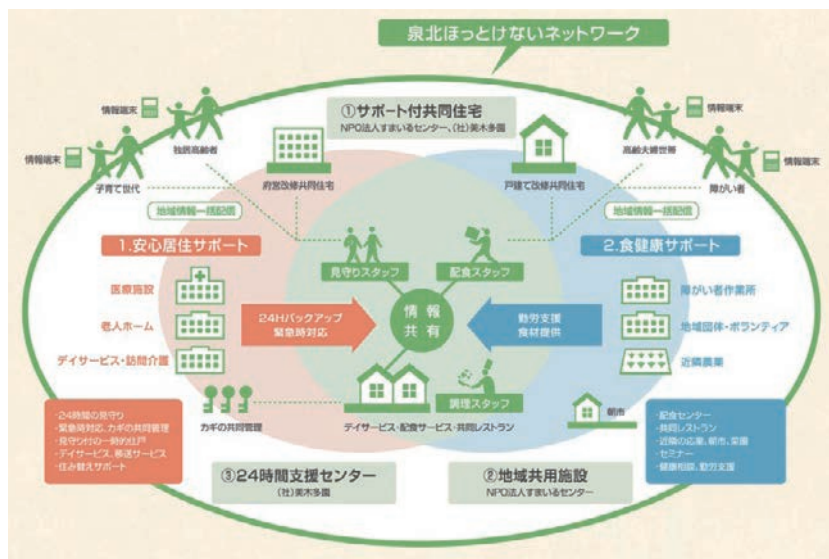 泉北ほっとけないネットワーク
①サポート付共同住宅
NPO法人すまいるセンター、(社)美木多園
情報端末
情報端末
独居高齢者
子育て世代
府営改修共同住宅
戸建て改修共同住宅
高齢夫婦世帯
障がい者
情報端末
情報端末
地域情報一括配信
地域情報一括配信
1.安心居住サポート
2.食健康サポート
見守りスタッフ
配食スタッフ
医療施設
老人ホーム
デイサービス・訪問介護
24Hバックアップ
緊急時対応
情報
共有
勤労支援
食材提供
障がい者作業所
地域団体・ボランティア
近隣農業
調理スタッフ
カギの共同管理
デイサービス・配食サービス・共同レストラン
朝市
・24時間の見守り
・緊急時対応、カギの共同管理
・見守り付の一時的住戸
・デイサービス、移送サービス
・住み替えサポート
・配食センター
・共同レストラン
・近隣の応業、朝市、菜園
・セミナー
・健康相談、勤労支援
③24時間支援センター
(社)美木多園
②地域共用施設
NPO法人すまいるセンター